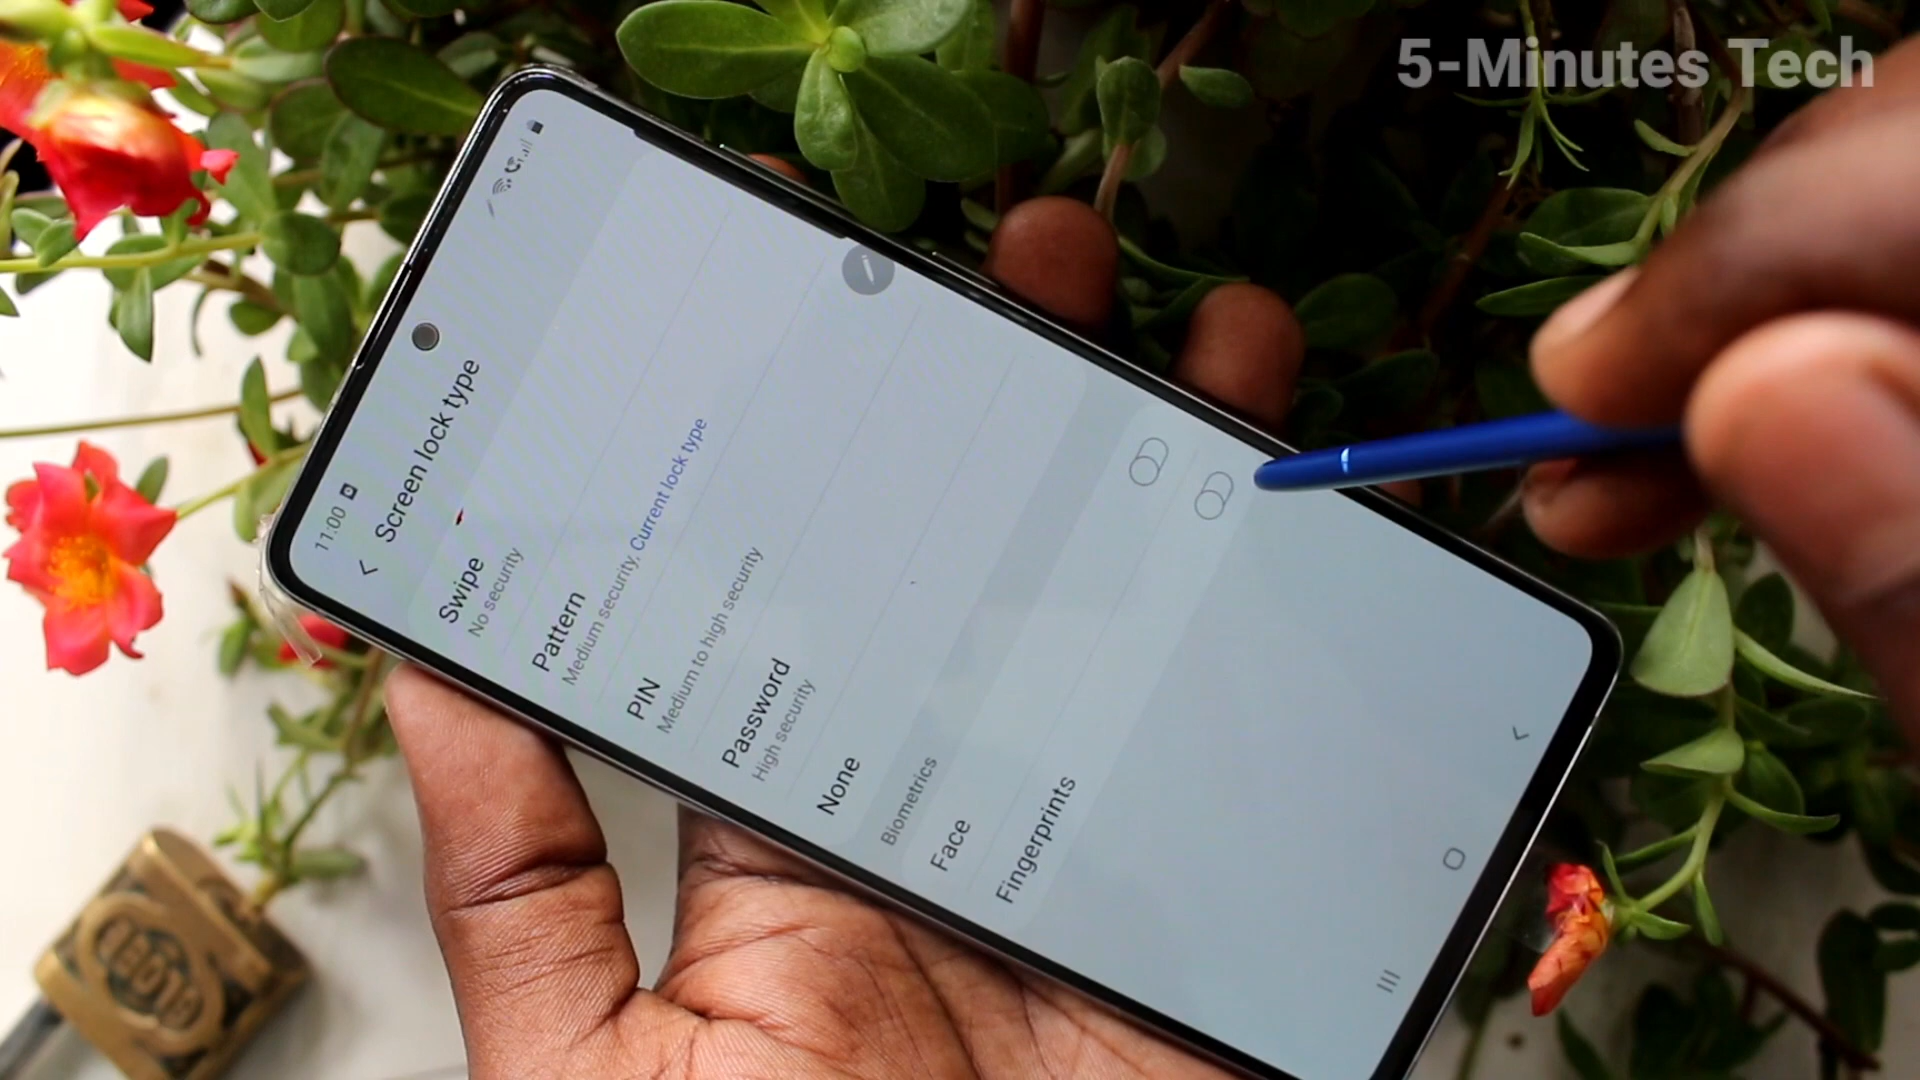 5-Minutes Tech
11:00
Screen lock type
Swipe
No security
Pattern
Medium security, Current lock type
PIN
Medium to high security
Password
High security
None
Biometrics
Face
Fingerprints
GLOBE